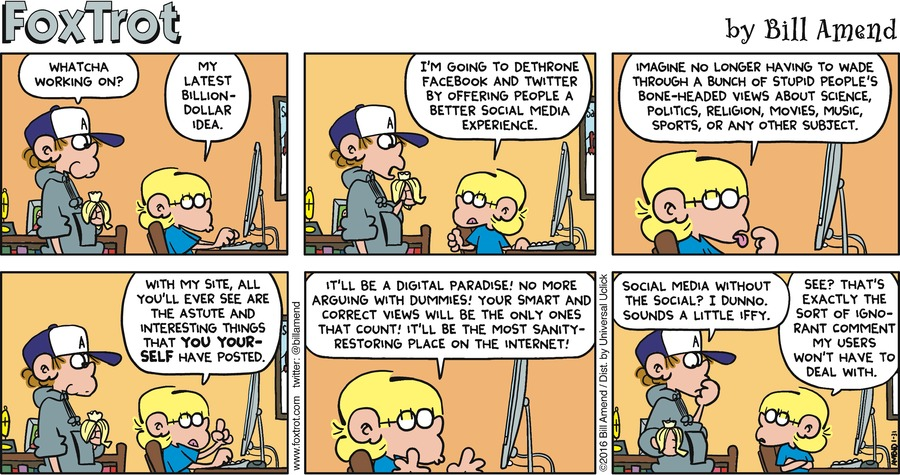 FOXTROT
by Bill Amend
WHATCHA
WORKING ON?
MY
LATEST
BILLION-
DOLLAR
IDEA.
I'M GOING TO DETHRONE
FACEBOOK AND TWITTER
BY OFFERING PEOPLE A
BETTER SOCIAL MEDIA
EXPERIENCE.
IMAGINE NO LONGER HAVING TO WADE
THROUGH A BUNCH OF STUPID PEOPLE'S
BONE-HEADED VIEWS ABOUT SCIENCE,
POLITICS, RELIGION, MOVIES, MUSIC,
SPORTS, OR ANY OTHER SUBJECT.
WITH MY SITE, ALL
YOU'LL EVER SEE ARE
THE ASTUTE AND
INTERESTING THINGS
THAT YOU YOUR-
SELF HAVE POSTED.
www.foxtrot.com twitter: @billamend
IT'LL BE A DIGITAL PARADISE! NO MORE
ARGUING WITH DUMMIES! YOUR SMART AND
CORRECT VIEWS WILL BE THE ONLY ONES
THAT COUNT! IT'LL BE THE MOST SANITY-
RESTORING PLACE ON THE INTERNET!
©2016 Bill Amend / Dist. by Universal Uclick
SOCIAL MEDIA WITHOUT
THE SOCIAL? I DUNNO.
SOUNDS A LITTLE IFFY.
SEE? THAT'S
EXACTLY THE
SORT OF IGNO-
RANT COMMENT
MY USERS
WON'T HAVE TO
DEAL WITH.
AMEND 1-31